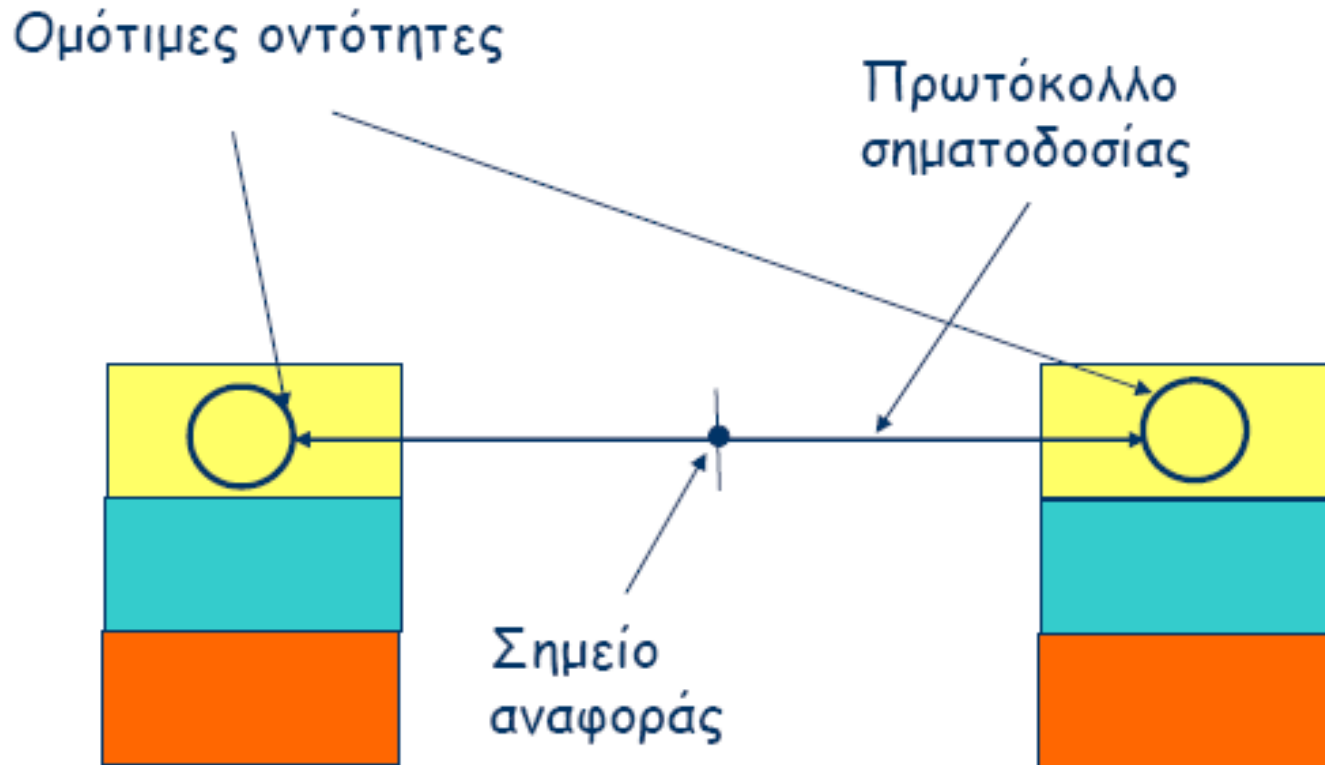 Ομότιμες οντότητες
Πρωτόκολλο
σηματοδοσίας
Σημείο
αναφοράς